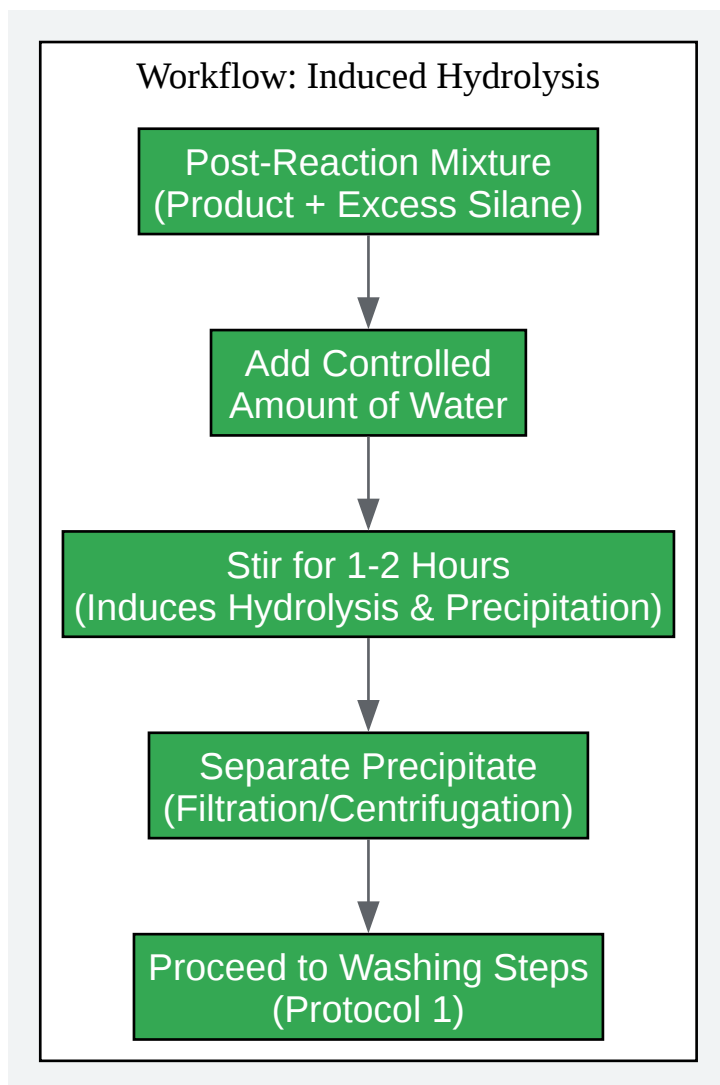 Workflow: Induced Hydrolysis
Post-Reaction Mixture
(Product + Excess Silane)
Add Controlled
Amount of Water
Stir for 1-2 Hours
(Induces Hydrolysis & Precipitation)
Separate Precipitate
(Filtration/Centrifugation)
Proceed to Washing Steps
(Protocol 1)